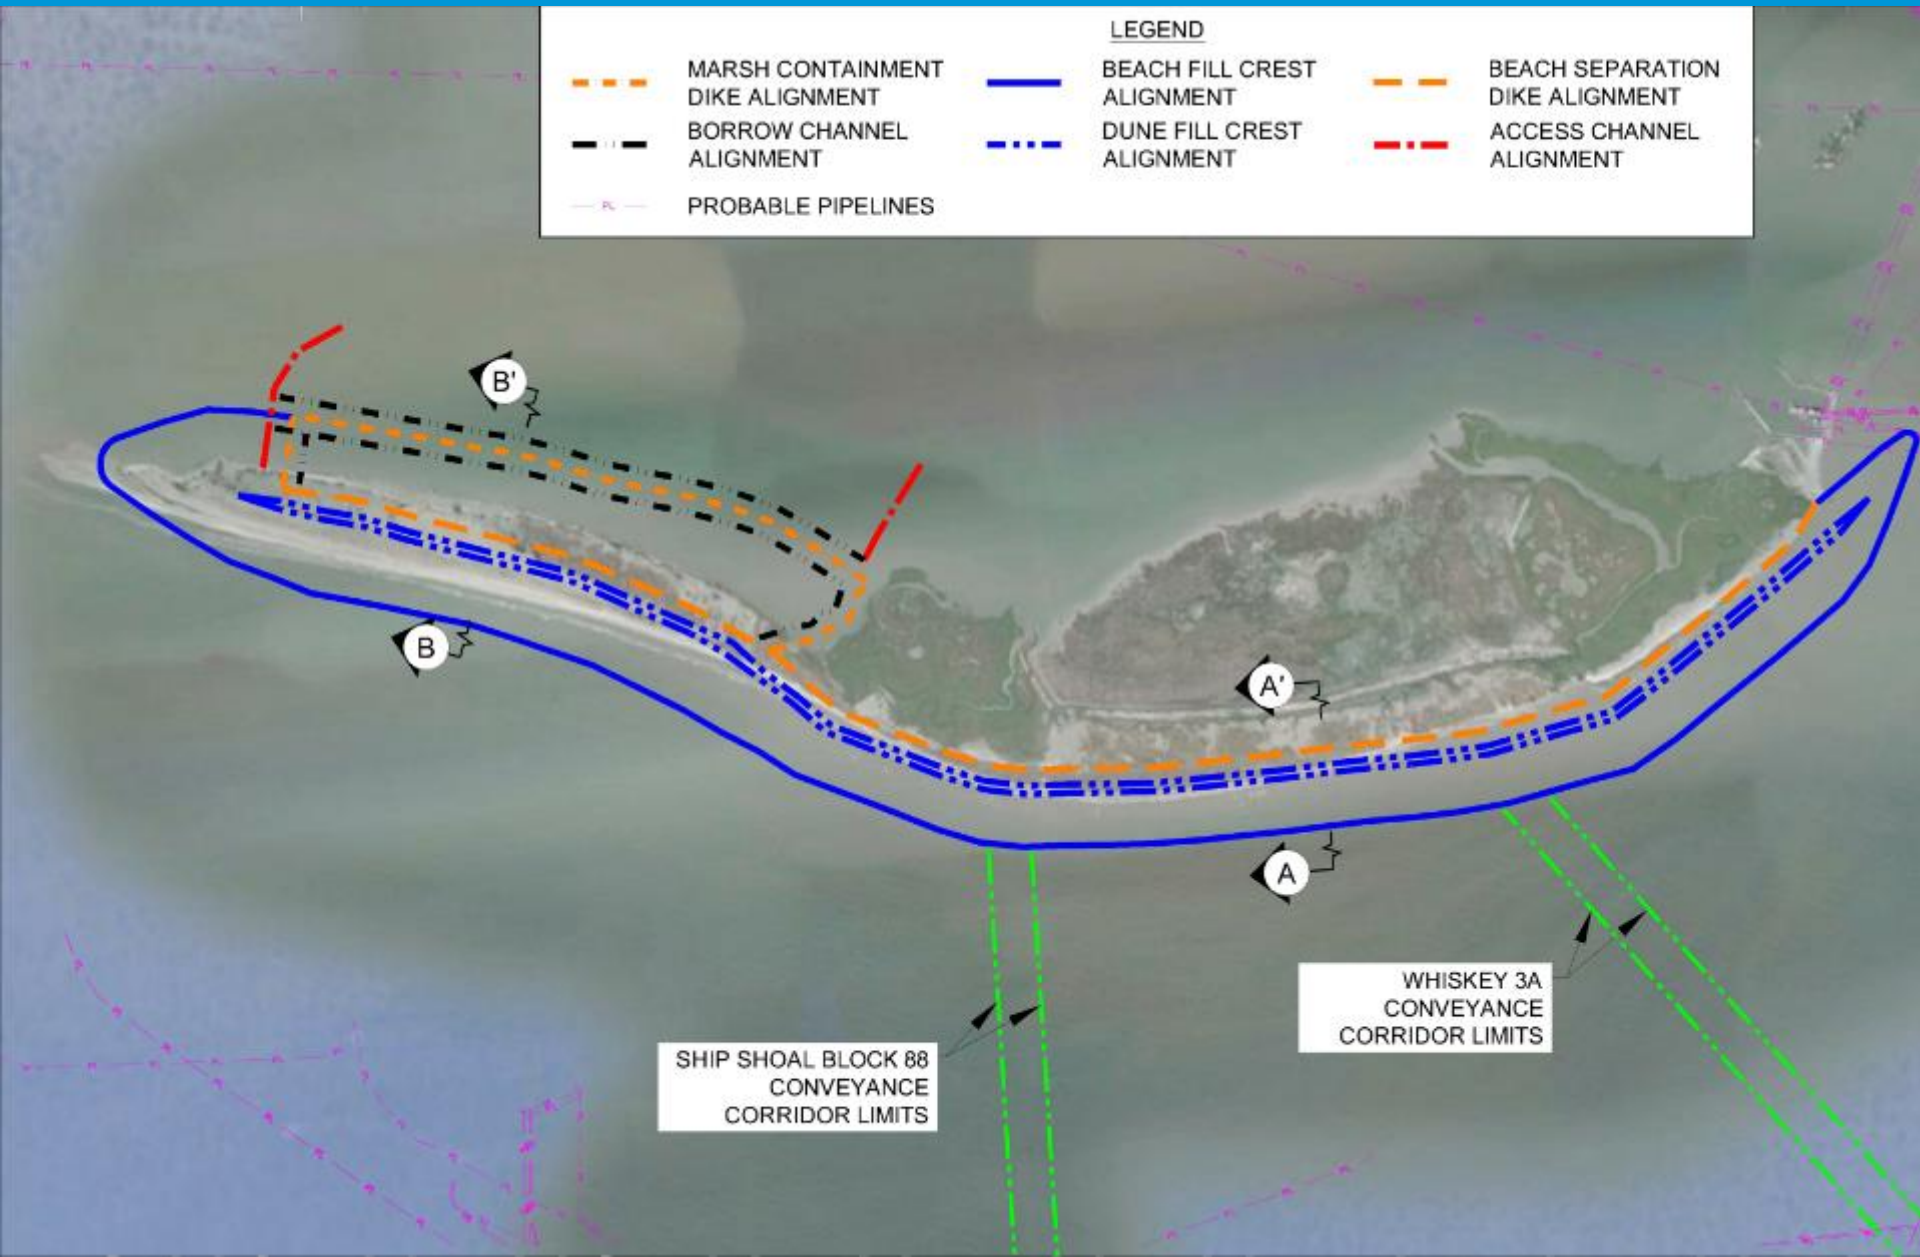 LEGEND
MARSH CONTAINMENT
DIKE ALIGNMENT
BEACH FILL CREST
ALIGNMENT
BEACH SEPARATION
DIKE ALIGNMENT
BORROW CHANNEL
ALIGNMENT
DUNE FILL CREST
ALIGNMENT
ACCESS CHANNEL
ALIGNMENT
PL
PROBABLE PIPELINES
B'
B
A'
A
WHISKEY 3A
CONVEYANCE
CORRIDOR LIMITS
SHIP SHOAL BLOCK 88
CONVEYANCE
CORRIDOR LIMITS